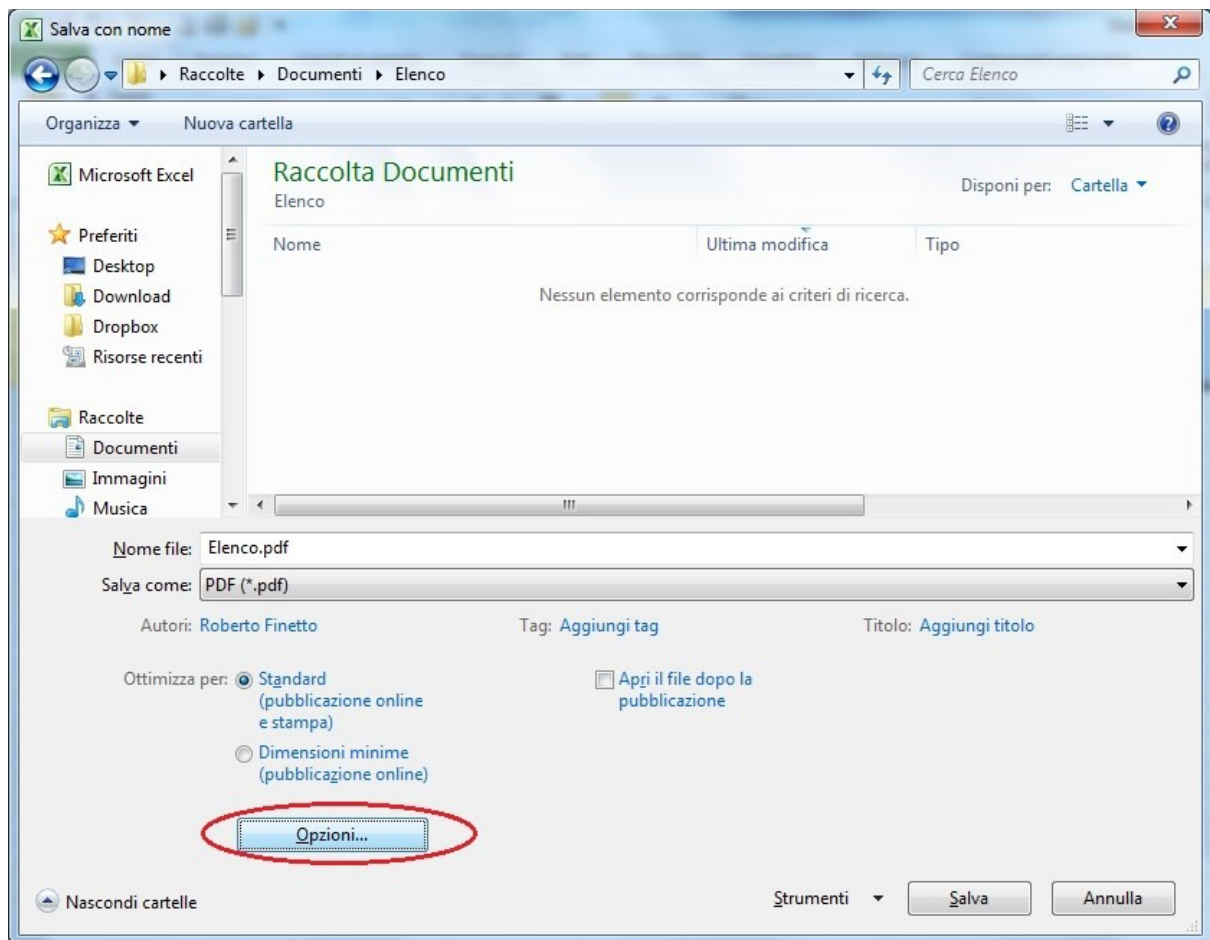 Salva con nome
Raccolte Documenti Elenco
Cerca Elenco
Organizza Nuova cartella
Microsoft Excel
Preferiti
Desktop
Download
Dropbox
Risorse recenti
Raccolte
Documenti
Immagini
Musica
Raccolta Documenti
Elenco
Disponi per: Cartella
Nome Ultima modifica Tipo
Nessun elemento corrisponde ai criteri di ricerca.
Nome file: Elenco.pdf
Salva come: PDF (*.pdf)
Autori: Roberto Finetto Tag: Aggiungi tag Titolo: Aggiungi titolo
Ottimizza per: Standard
(pubblicazione online
e stampa)
Dimensioni minime
(pubblicazione online)
Apri il file dopo la
pubblicazione
Opzioni...
Nascondi cartelle
Strumenti Salva Annulla